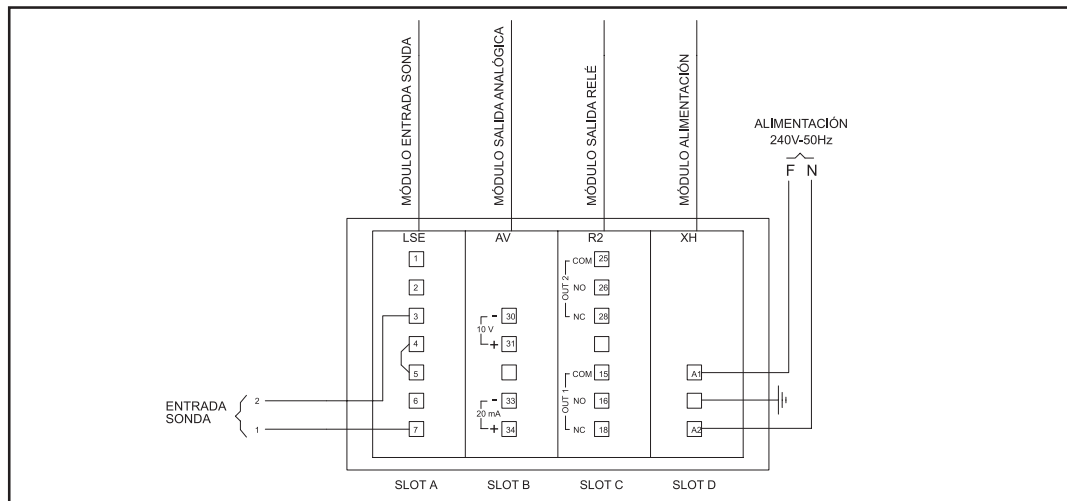 MÓDULO ENTRADA SONDA
MÓDULO SALIDA ANALÓGICA
MÓDULO SALIDA RELÉ
MÓDULO ALIMENTACIÓN
ALIMENTACIÓN
240V-50Hz
F N
LSE
1
2
3
4
5
6
7
ENTRADA
SONDA
2
1
AV
- 30
10 V
+ 31
- 33
20 mA
+ 34
R2
OUT 2
COM 25
NO 26
NC 28
OUT 1
COM 15
NO 16
NC 18
XH
A1
A2
SLOT A
SLOT B
SLOT C
SLOT D